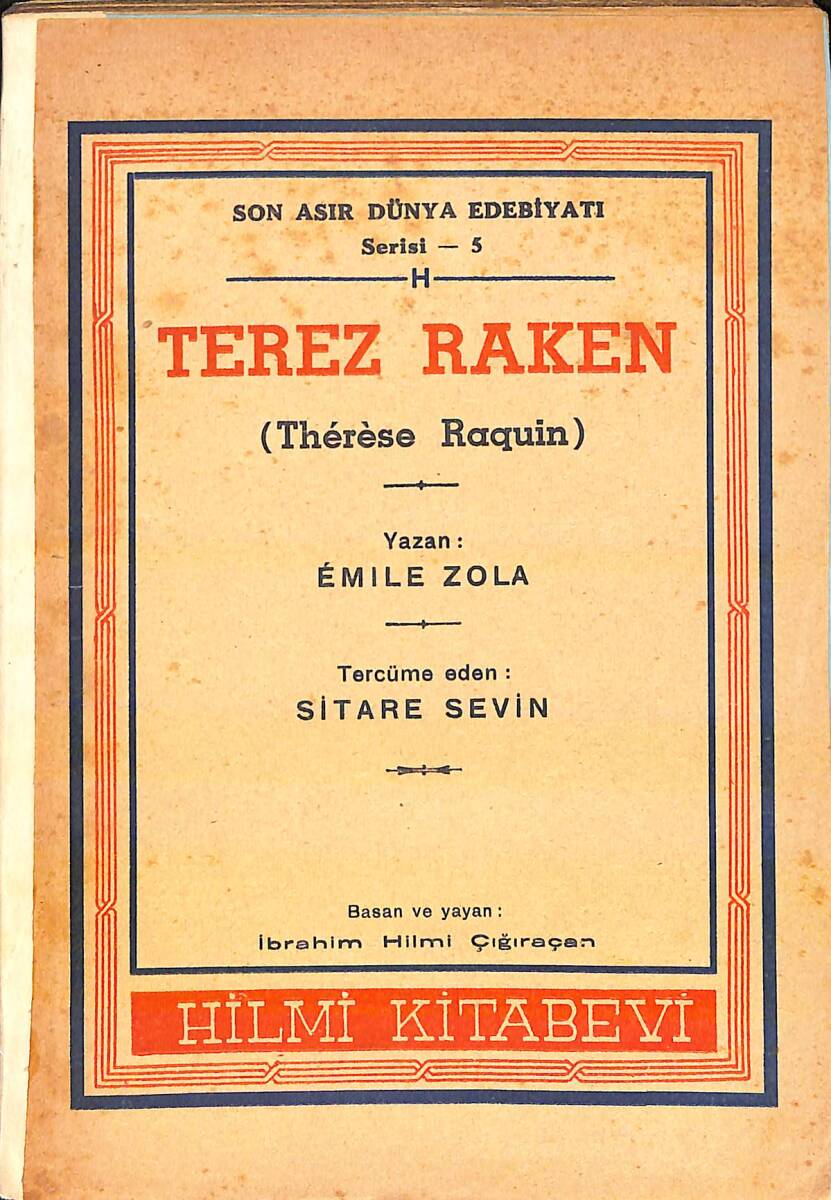 SON ASIR DÜNYA EDEBİYATI
Serisi — 5
H
TEREZ RAKEN
(Thérèse Raquin)
Yazan :
ÉMILE ZOLA
Tercüme eden :
SİTARE SEVİN
Basan ve yayan :
İbrahim Hilmi Çığıraçan
HİLMİ KİTABEVİ